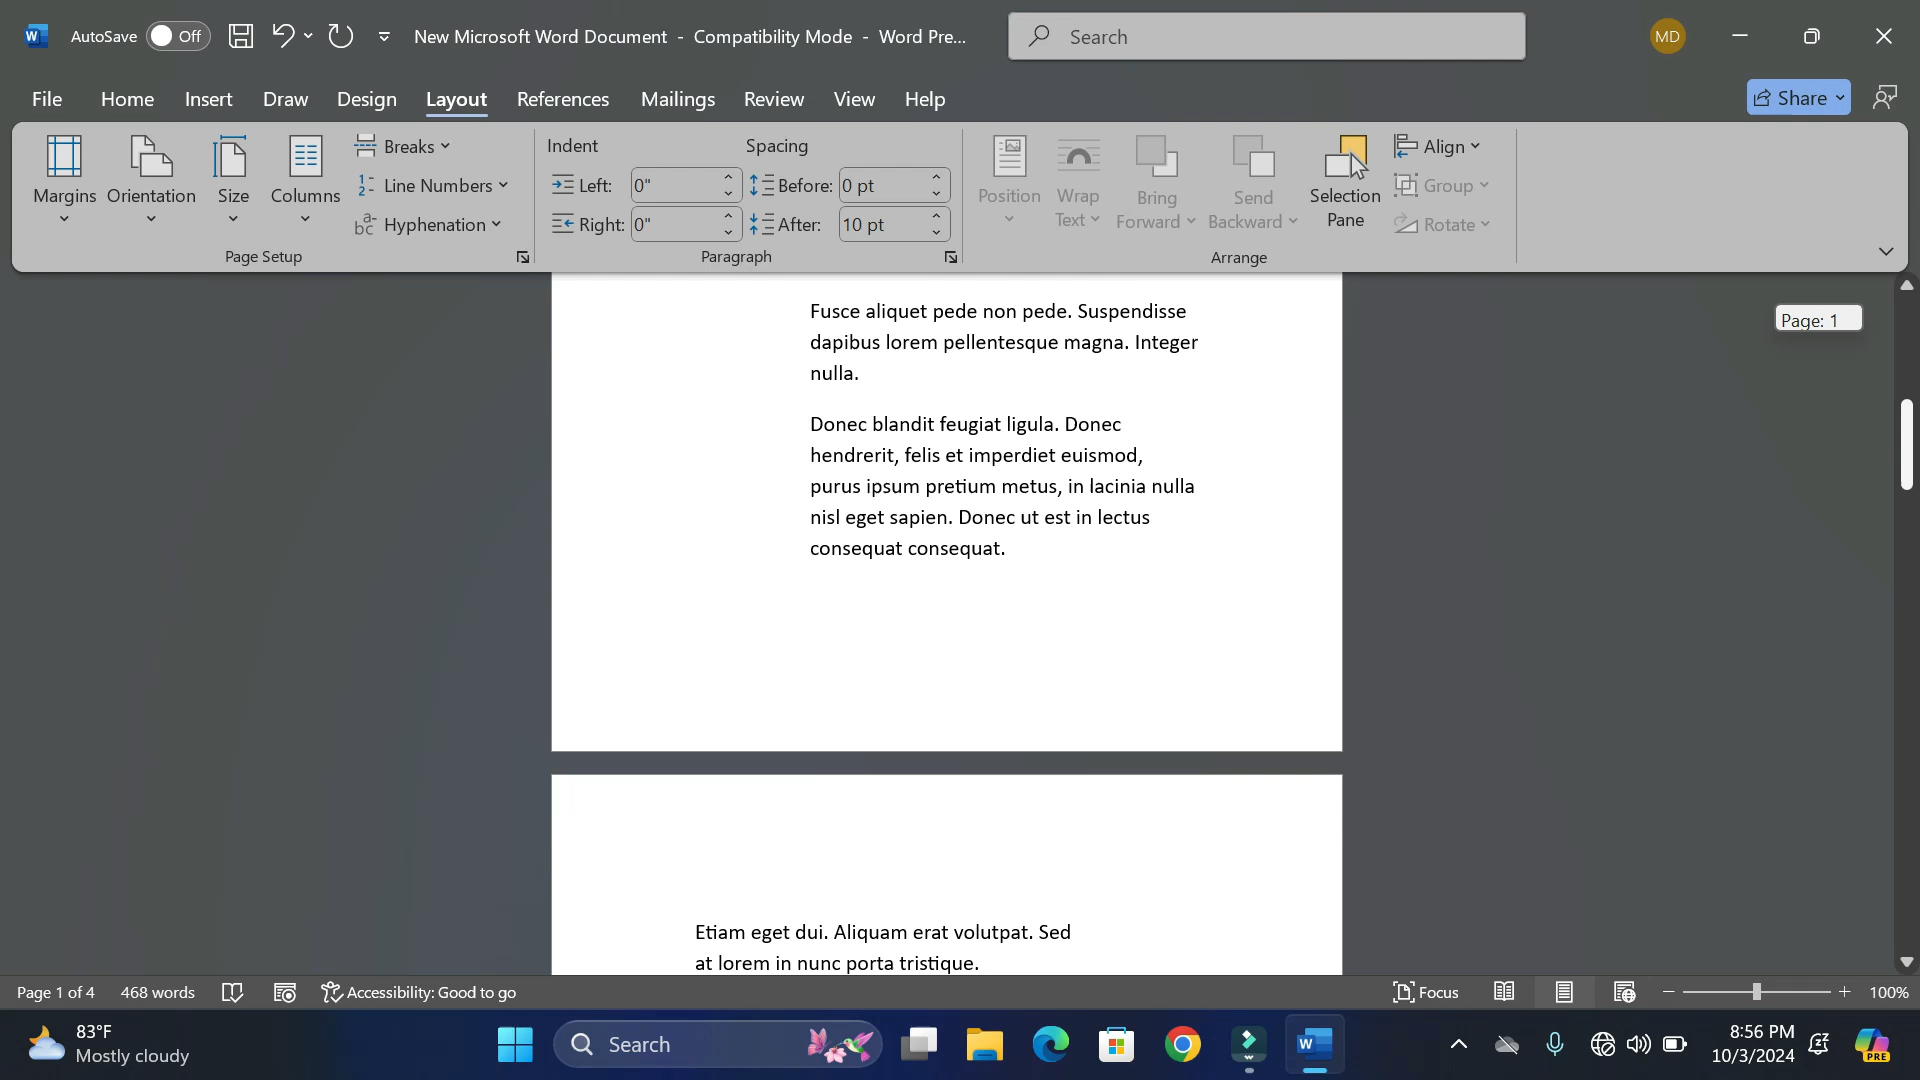 AutoSave Off New Microsoft Word Document - Compatibility Mode - Word Pre... Search MD
File Home Insert Draw Design Layout References Mailings Review View Help Share
Margins Orientation Size Columns
Breaks
Line Numbers
Hyphenation
Page Setup
Indent Spacing
Left: 0" Before: 0 pt
Right: 0" After: 10 pt
Paragraph
Position Wrap Text Bring Forward Send Backward Selection Pane
Align
Group
Rotate
Arrange
Page: 1
Fusce aliquet pede non pede. Suspendisse
dapibus lorem pellentesque magna. Integer
nulla.
Donec blandit feugiat ligula. Donec
hendrerit, felis et imperdiet euismod,
purus ipsum pretium metus, in lacinia nulla
nisl eget sapien. Donec ut est in lectus
consequat consequat.
Etiam eget dui. Aliquam erat volutpat. Sed
at lorem in nunc porta tristique.
Page 1 of 4 468 words Accessibility: Good to go Focus 100%
83°F
Mostly cloudy
Search
8:56 PM
10/3/2024
PRE